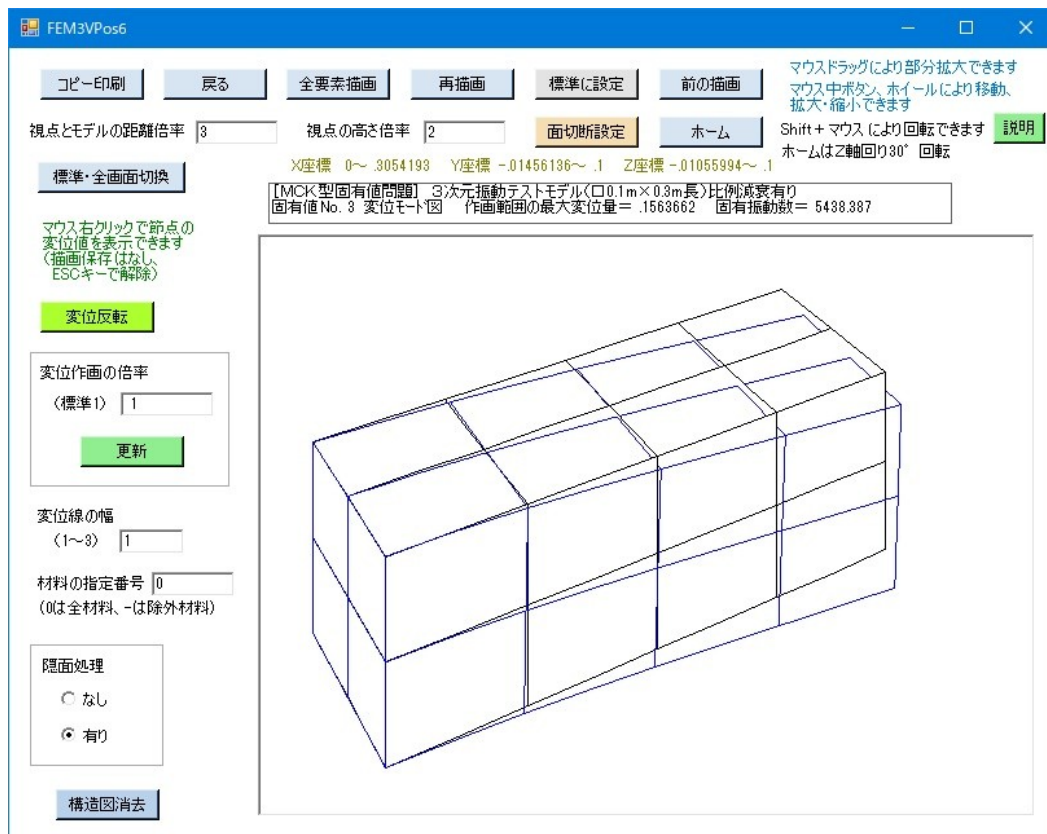 FEM3VPos6
コピー印刷
戻る
全要素描画
再描画
標準に設定
前の描画
マウスドラッグにより部分拡大できます
マウス中ボタン、ホイールにより移動、
拡大・縮小できます
視点とモデルの距離倍率 3
視点の高さ倍率 2
面切断設定
ホーム
Shift+マウスにより回転できます
説明
ホームはZ軸回り30°回転
標準・全画面切換
X座標 0～ .3054193 Y座標 -.01456136～ .1 Z座標 -.01055994～ .1
[MCK型固有値問題] 3次元振動テストモデル(口0.1m×0.3m長)比例減衰有り
固有値No. 3 変位モード図 作画範囲の最大変位量= .1563662 固有振動数= 5438.387
マウス右クリックで節点の
変位値を表示できます
(描画保存はなし、
ESCキーで解除)
変位反転
変位作画の倍率
(標準1) 1
更新
変位線の幅
(1～3) 1
材料の指定番号 0
(0は全材料、-は除外材料)
隠面処理
なし
有り
構造図消去